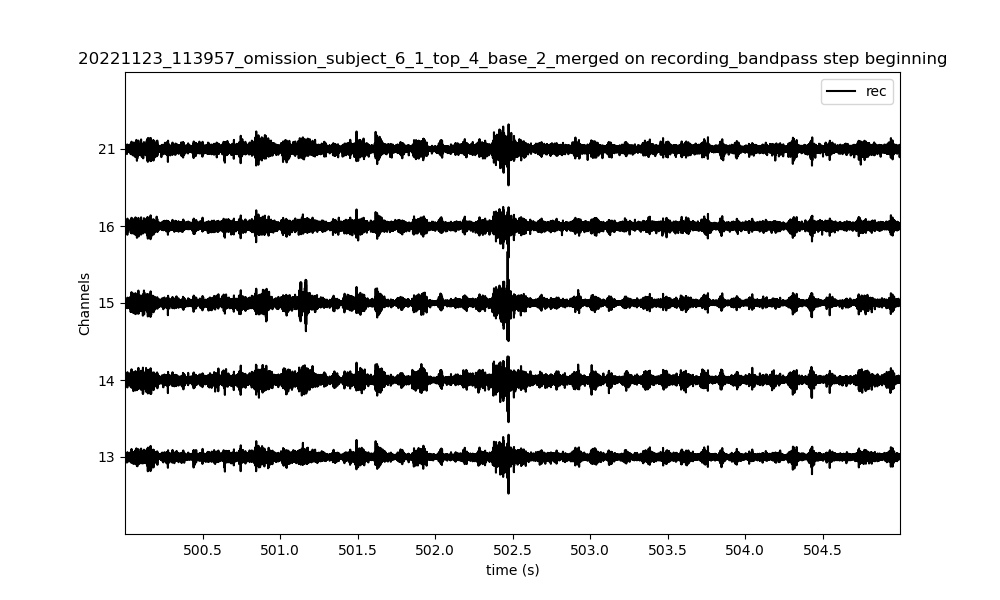 20221123_113957_omission_subject_6_1_top_4_base_2_merged on recording_bandpass step beginning
rec
21
16
15
14
13
Channels
500.5 501.0 501.5 502.0 502.5 503.0 503.5 504.0 504.5
time (s)